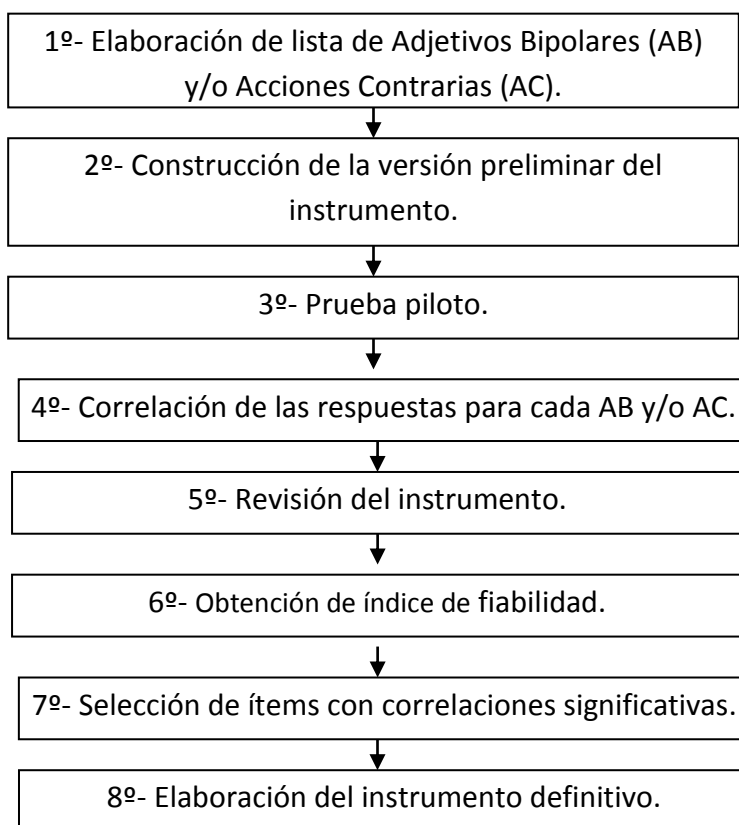 1º- Elaboración de lista de Adjetivos Bipolares (AB)
y/o Acciones Contrarias (AC).
2º- Construcción de la versión preliminar del
instrumento.
3º- Prueba piloto.
4º- Correlación de las respuestas para cada AB y/o AC.
5º- Revisión del instrumento.
6º- Obtención de índice de fiabilidad.
7º- Selección de ítems con correlaciones significativas.
8º- Elaboración del instrumento definitivo.